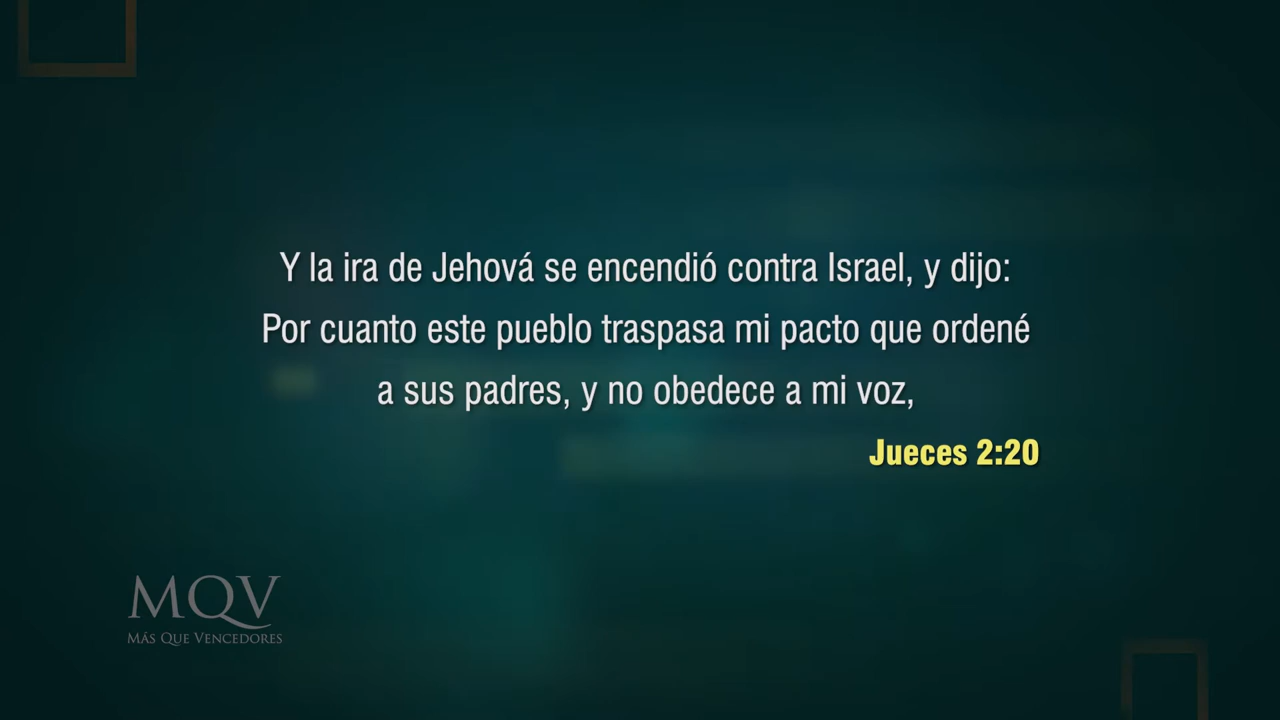 Y la ira de Jehová se encendió contra Israel, y dijo:
Por cuanto este pueblo traspasa mi pacto que ordené
a sus padres, y no obedece a mi voz,
Jueces 2:20
MQV
MÁS QUE VENCEDORES